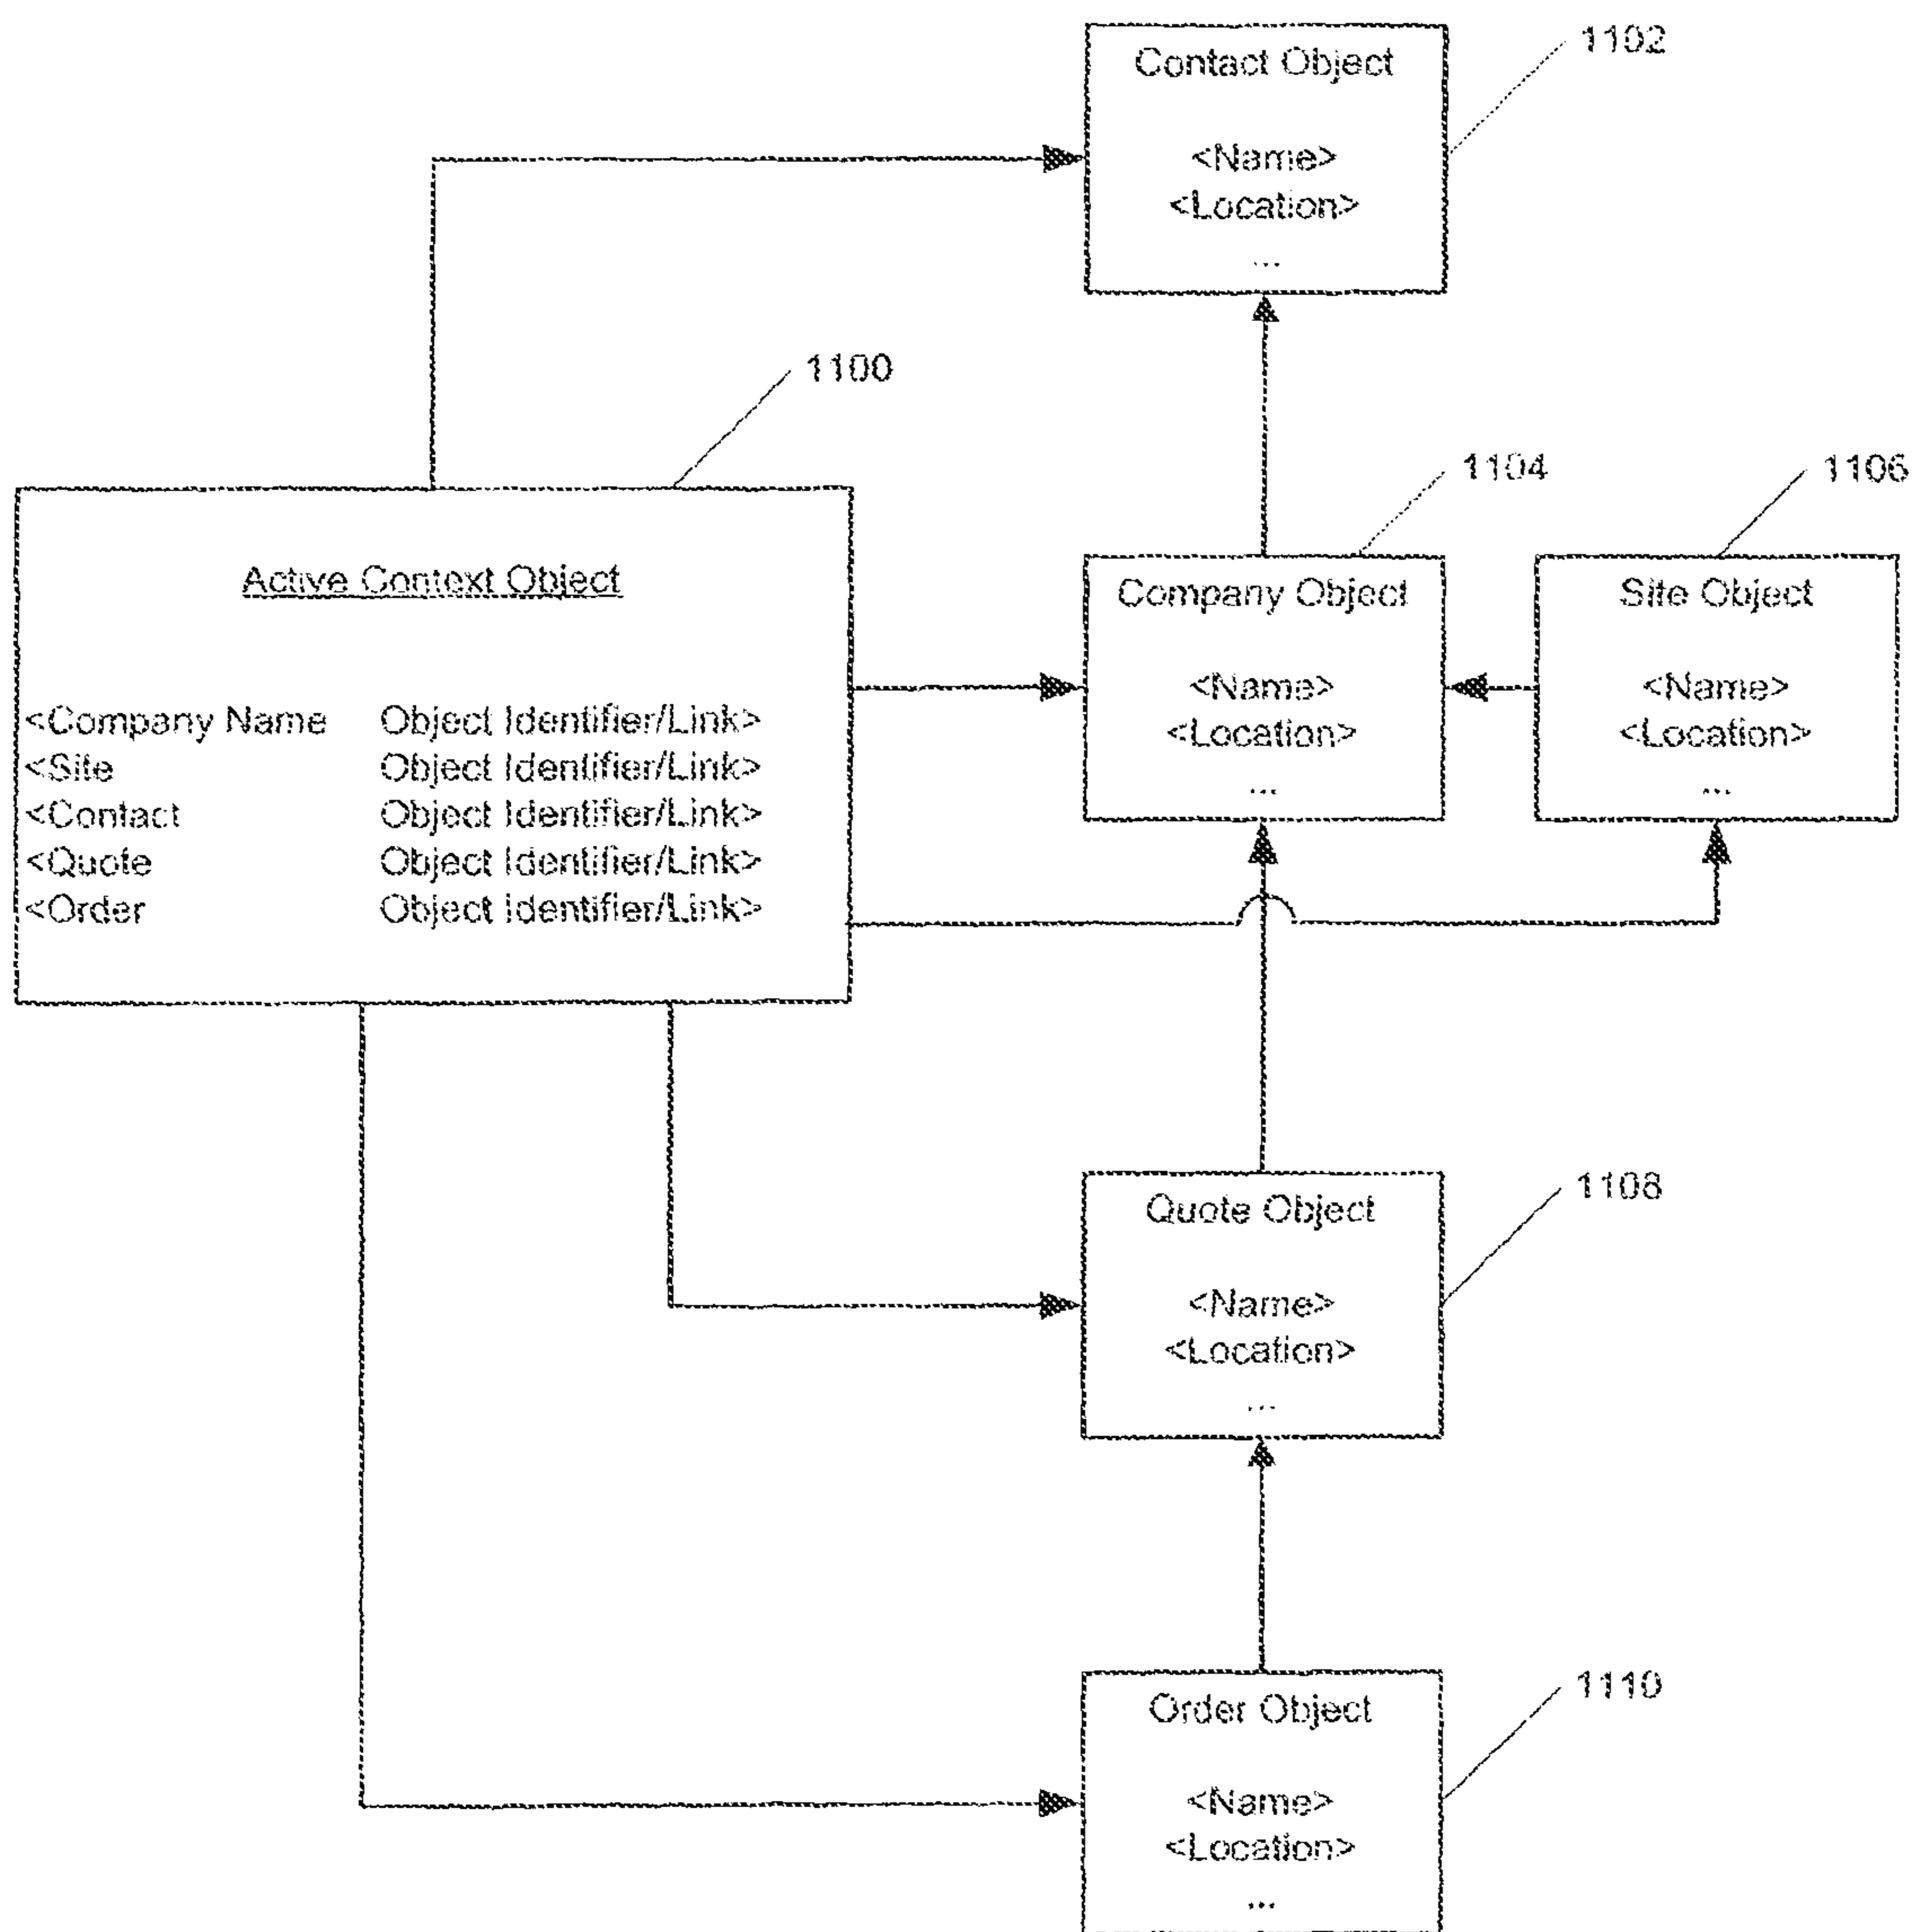 1102
Contact Object
<Name>
<Location>
...
1100
Active Context Object
<Company Name Object Identifier/Link>
<Site Object Identifier/Link>
<Contact Object Identifier/Link>
<Quote Object Identifier/Link>
<Order Object Identifier/Link>
1104
Company Object
<Name>
<Location>
...
1106
Site Object
<Name>
<Location>
...
1108
Quote Object
<Name>
<Location>
...
1110
Order Object
<Name>
<Location>
...